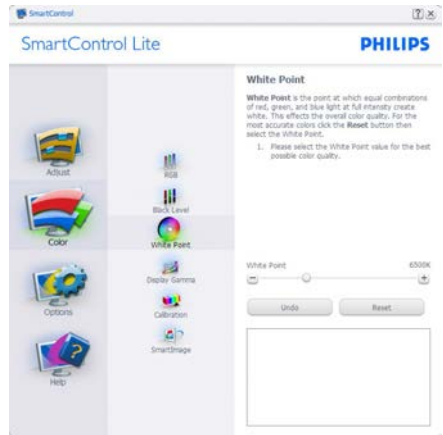 SmartControl
SmartControl Lite
PHILIPS
Adjust
Color
Options
Help
RGB
Black Level
White Point
Display Gamma
Calibration
SmartImage
White Point
White Point is the point at which equal combinations
of red, green, and blue light at full intensity create
white. This effects the overall color quality. For the
most accurate colors click the Reset button then
select the White Point.
1. Please select the White Point value for the best
possible color quality.
White Point 6500K
Undo Reset